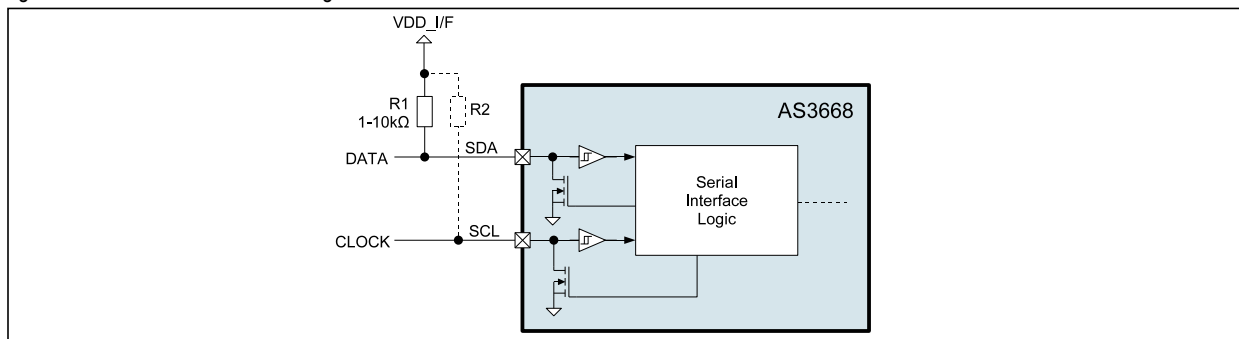 VDD_I/F
R1
1-10kΩ
R2
AS3668
DATA
SDA
Serial
Interface
Logic
CLOCK
SCL